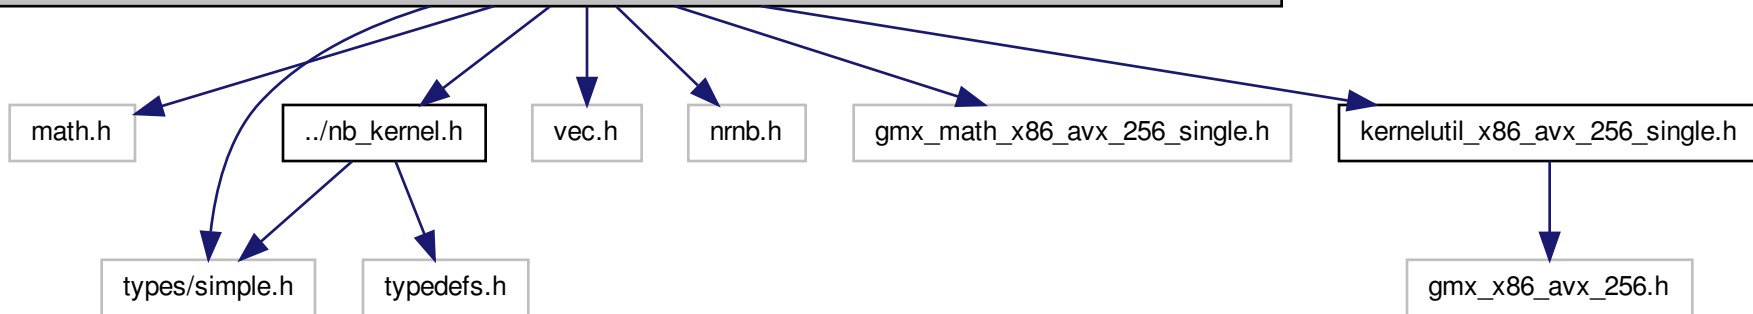 math.h
../nb_kernel.h
vec.h
nrnb.h
gmx_math_x86_avx_256_single.h
kernelutil_x86_avx_256_single.h
types/simple.h
typedefs.h
gmx_x86_avx_256.h